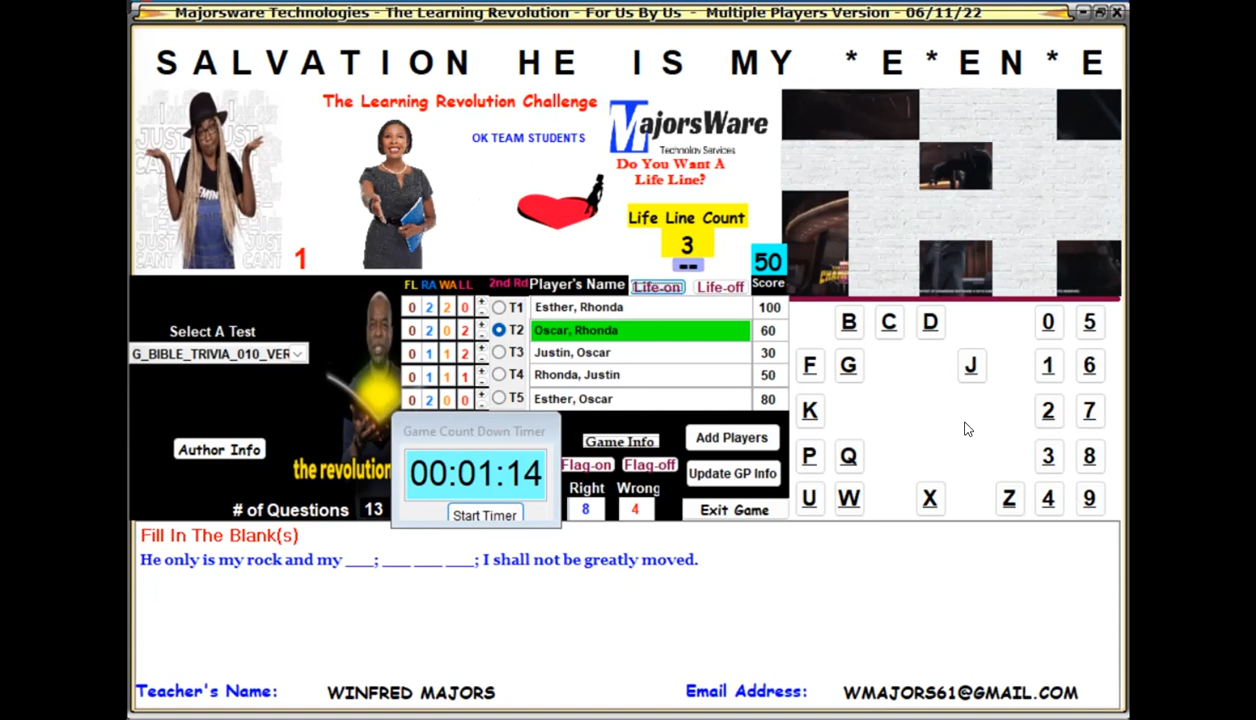 Majorsware Technologies - The Learning Revolution - For Us By Us - Multiple Players Version - 06/11/22
SALVATION HE IS MY *E*EN*E
The Learning Revolution Challenge
OK TEAM STUDENTS
MajorsWare
Technology Services
Do You Want A
Life Line?
JUST
JUST
CANT
Life Line Count
3
--
1
50
Score
FL RA WA LL 2nd Rd Player's Name Life-on Life-off
0 2 2 0 + - T1 Esther, Rhonda 100
0 2 0 2 + - T2 Oscar, Rhonda 60
0 1 1 2 + - T3 Justin, Oscar 30
0 1 1 1 + - T4 Rhonda, Justin 50
0 2 0 0 + - T5 Esther, Oscar 80
Select A Test
G_BIBLE_TRIVIA_010_VER
Author Info
the revolution
# of Questions 13
Game Count Down Timer
00:01:14
Start Timer
Game Info
Flag-on Flag-off
Right Wrong
8 4
Add Players
Update GP Info
Exit Game
B C D 0 5
F G J 1 6
K 2 7
P Q 3 8
U W X Z 4 9
Fill In The Blank(s)
He only is my rock and my ___; ___ ___ ___; I shall not be greatly moved.
Teacher's Name: WINFRED MAJORS Email Address: WMAJORS61@GMAIL.COM